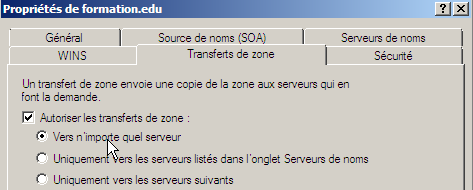 Propriétés de formation.edu
Général
Source de noms (SOA)
Serveurs de noms
WINS
Transferts de zone
Sécurité
Un transfert de zone envoie une copie de la zone aux serveurs qui en
font la demande.
Autoriser les transferts de zone :
Vers n'importe quel serveur
Uniquement vers les serveurs listés dans l'onglet Serveurs de noms
Uniquement vers les serveurs suivants